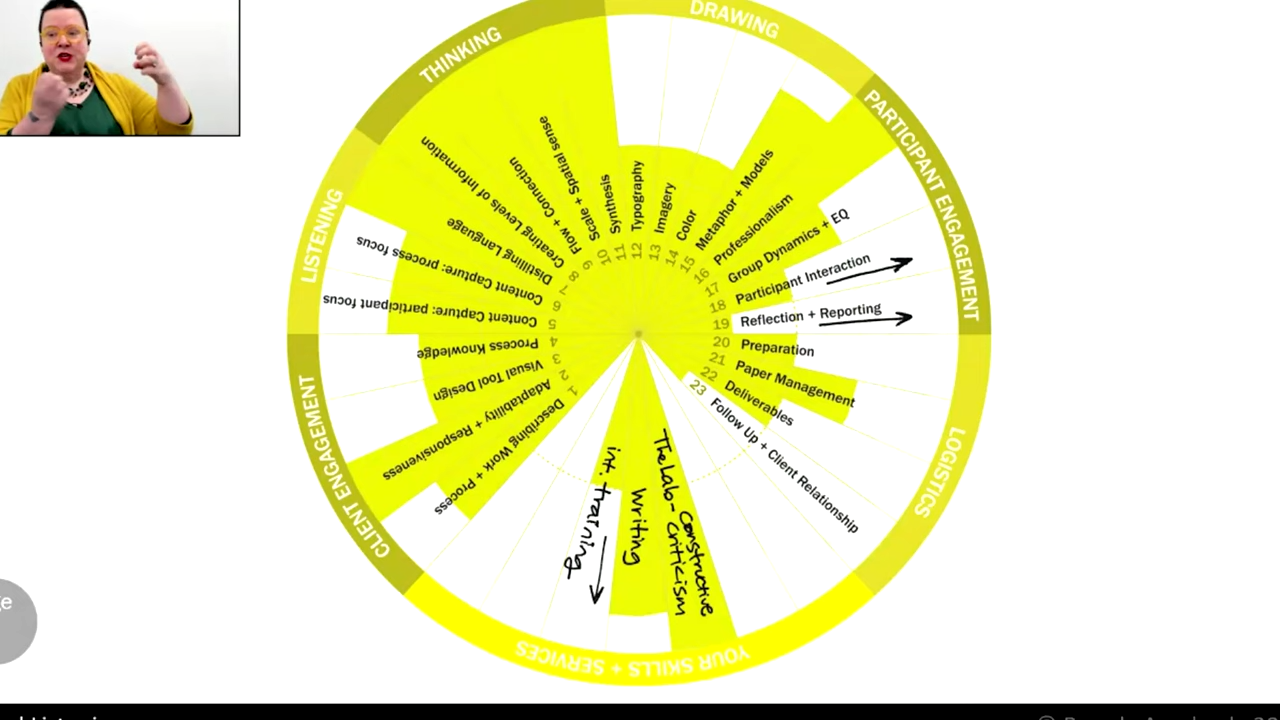 DRAWING
THINKING
PARTICIPANT ENGAGEMENT
LISTENING
CLIENT ENGAGEMENT
LOGISTICS
YOUR SKILLS + SERVICES
1 Describing Work + Process
2 Adaptability + Responsiveness
3 Visual Tool Design
4 Process Knowledge
5 Content Capture: participant focus
6 Content Capture: process focus
7 Distilling Language
8 Creating Levels of Information
9 Flow + Connection
10 Scale + Spatial sense
11 Synthesis
12 Typography
13 Imagery
14 Color
15 Metaphor + Models
16 Professionalism
17 Group Dynamics + EQ
18 Participant Interaction
19 Reflection + Reporting
20 Preparation
21 Paper Management
22 Deliverables
23 Follow Up + Client Relationship
int. training
Writing
The Lab - Constructive
Criticism